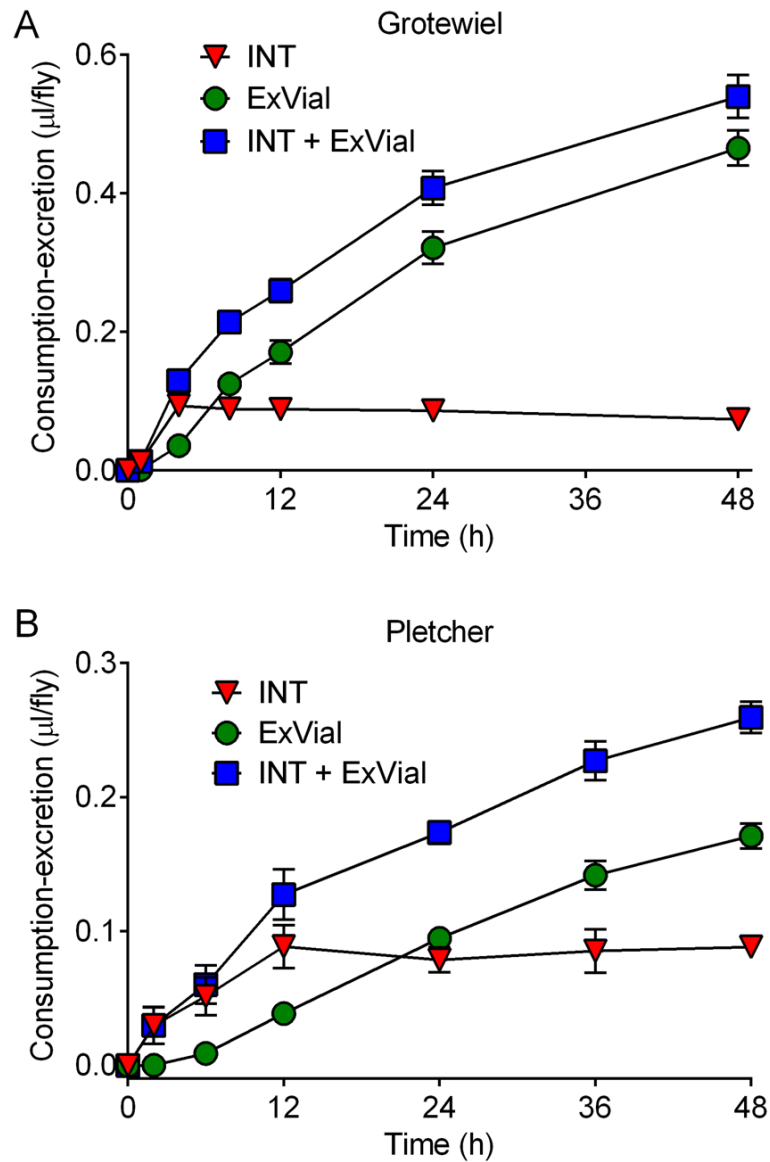 A
Grotewiel
INT
ExVial
INT + ExVial
Consumption-excretion (μl/fly)
0.6
0.4
0.2
0.0
0 12 24 36 48
Time (h)
B
Pletcher
INT
ExVial
INT + ExVial
Consumption-excretion (μl/fly)
0.3
0.2
0.1
0.0
0 12 24 36 48
Time (h)